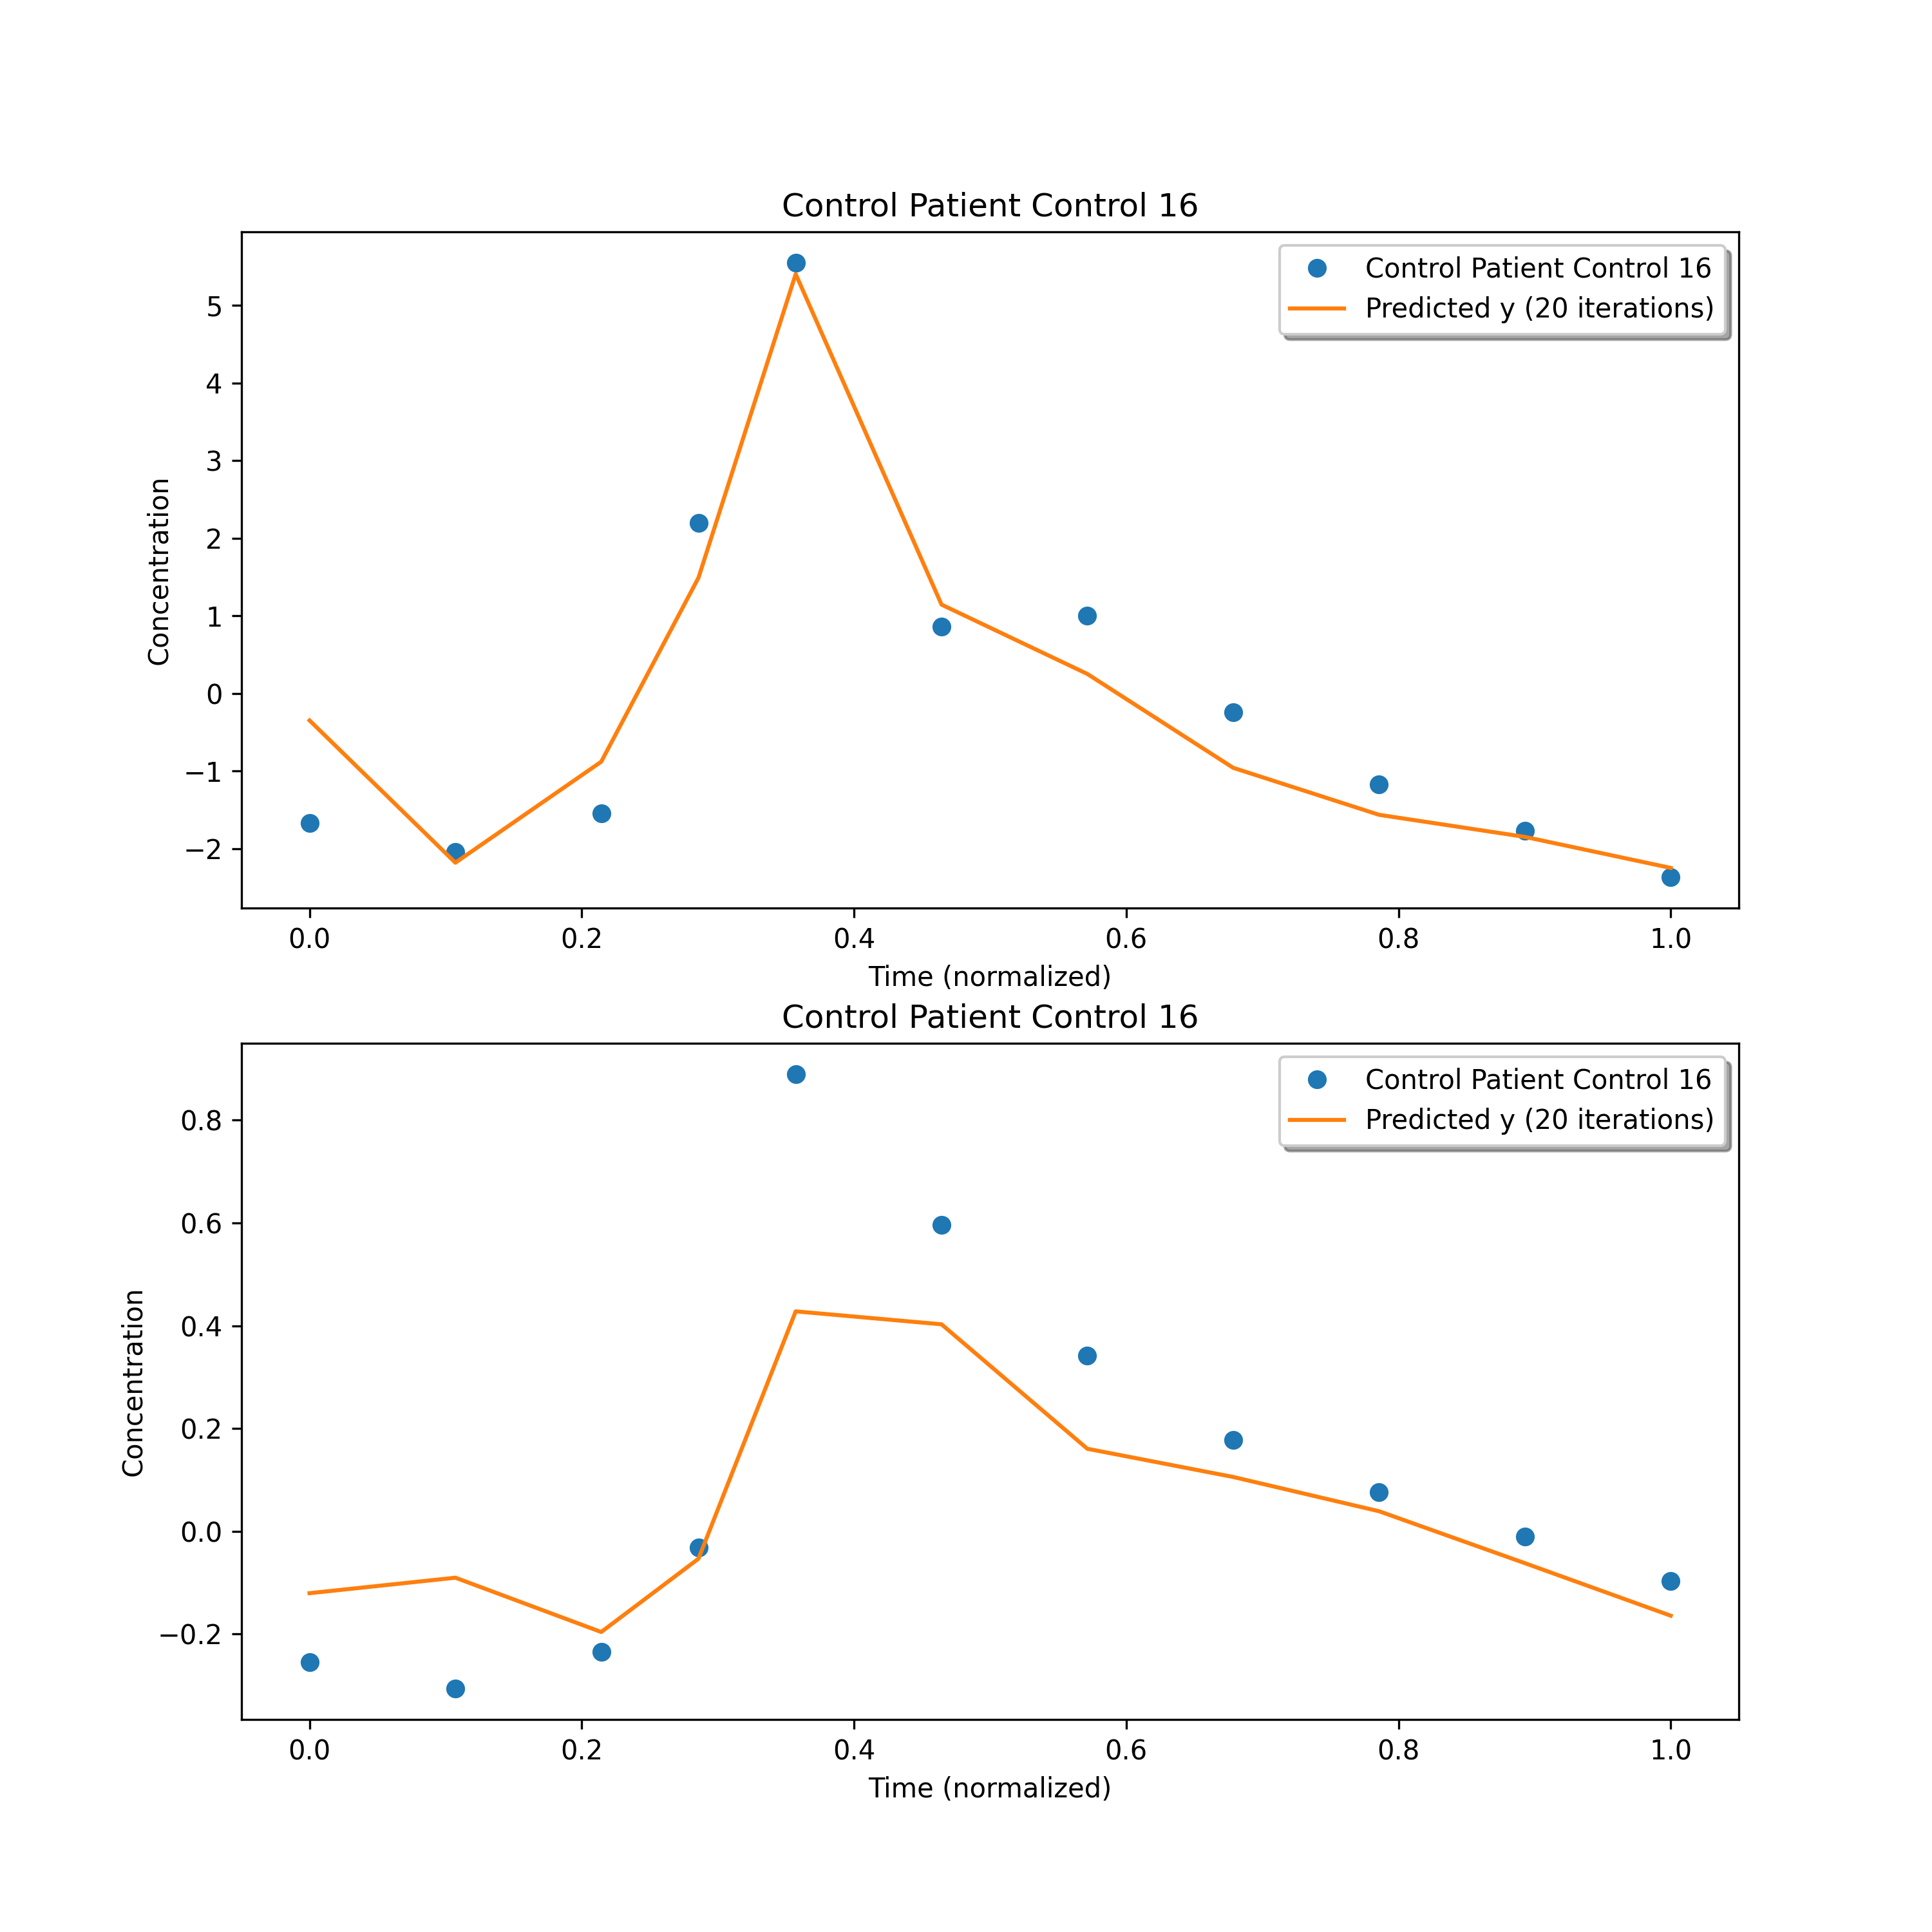 Control Patient Control 16
Control Patient Control 16
Predicted y (20 iterations)
5
4
3
2
1
0
−1
−2
Concentration
0.0 0.2 0.4 0.6 0.8 1.0
Time (normalized)
Control Patient Control 16
Control Patient Control 16
Predicted y (20 iterations)
0.8
0.6
0.4
0.2
0.0
−0.2
Concentration
0.0 0.2 0.4 0.6 0.8 1.0
Time (normalized)